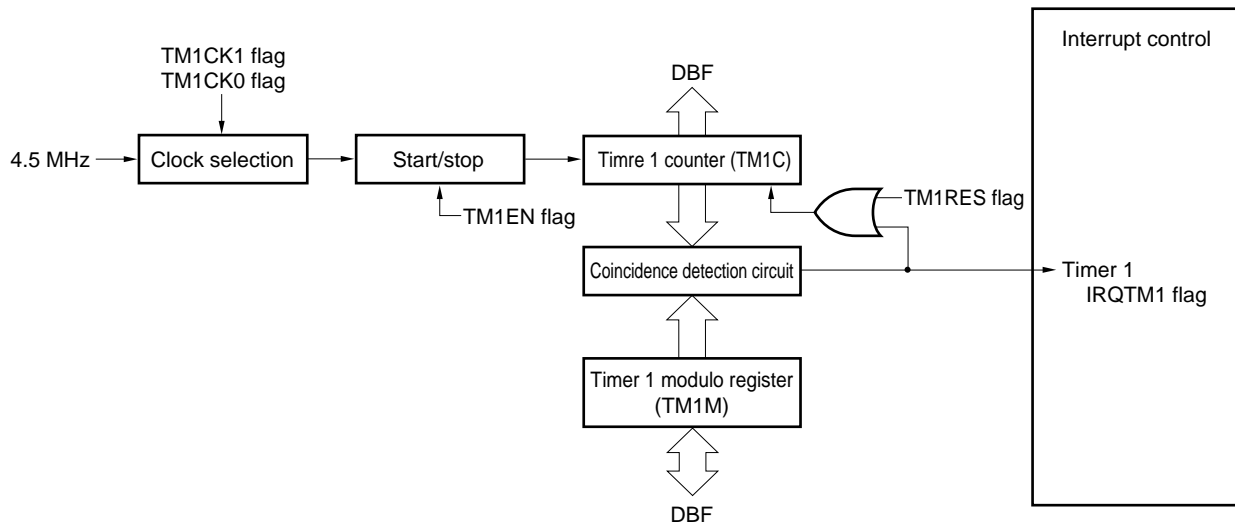 Interrupt control
TM1CK1 flag
TM1CK0 flag
DBF
4.5 MHz
Clock selection
Start/stop
Timre 1 counter (TM1C)
TM1RES flag
TM1EN flag
Coincidence detection circuit
Timer 1
IRQTM1 flag
Timer 1 modulo register
(TM1M)
DBF